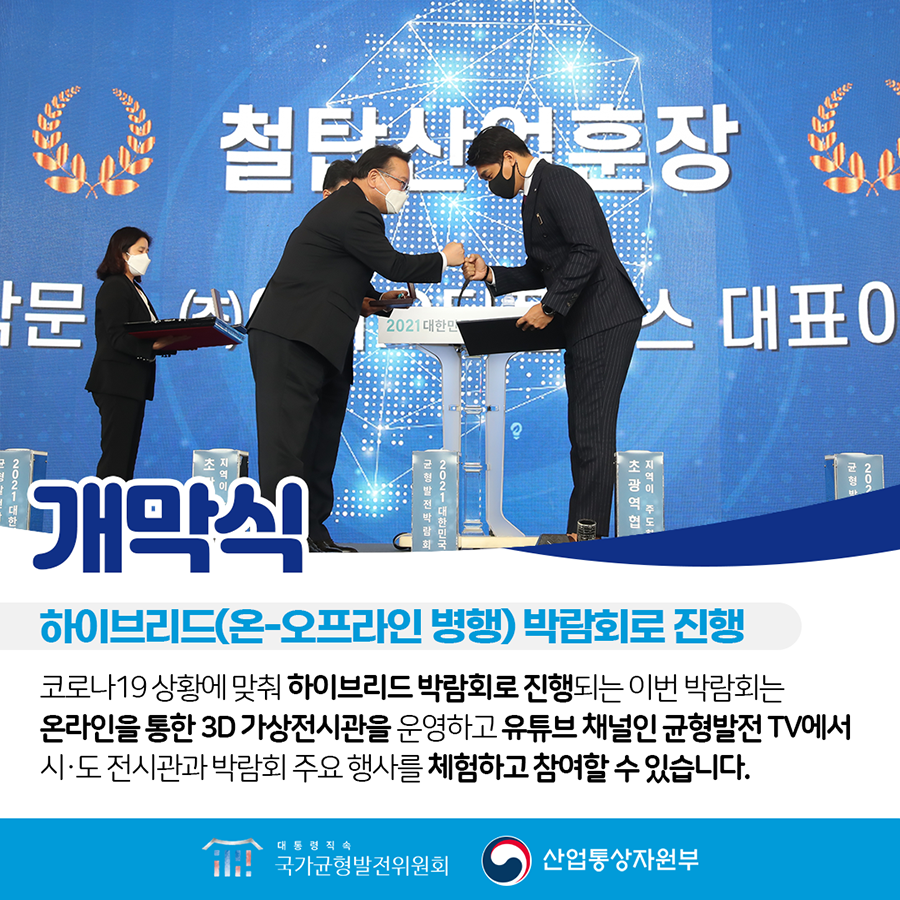 철탑산업훈장
대표이
2021 대한민
2021 대한민국
균형발전박람회
지역이 주도
초광역협
개막식
하이브리드(온-오프라인 병행) 박람회로 진행
코로나19 상황에 맞춰 하이브리드 박람회로 진행되는 이번 박람회는
온라인을 통한 3D 가상전시관을 운영하고 유튜브 채널인 균형발전 TV에서
시·도 전시관과 박람회 주요 행사를 체험하고 참여할 수 있습니다.
대통령직속
국가균형발전위원회
산업통상자원부